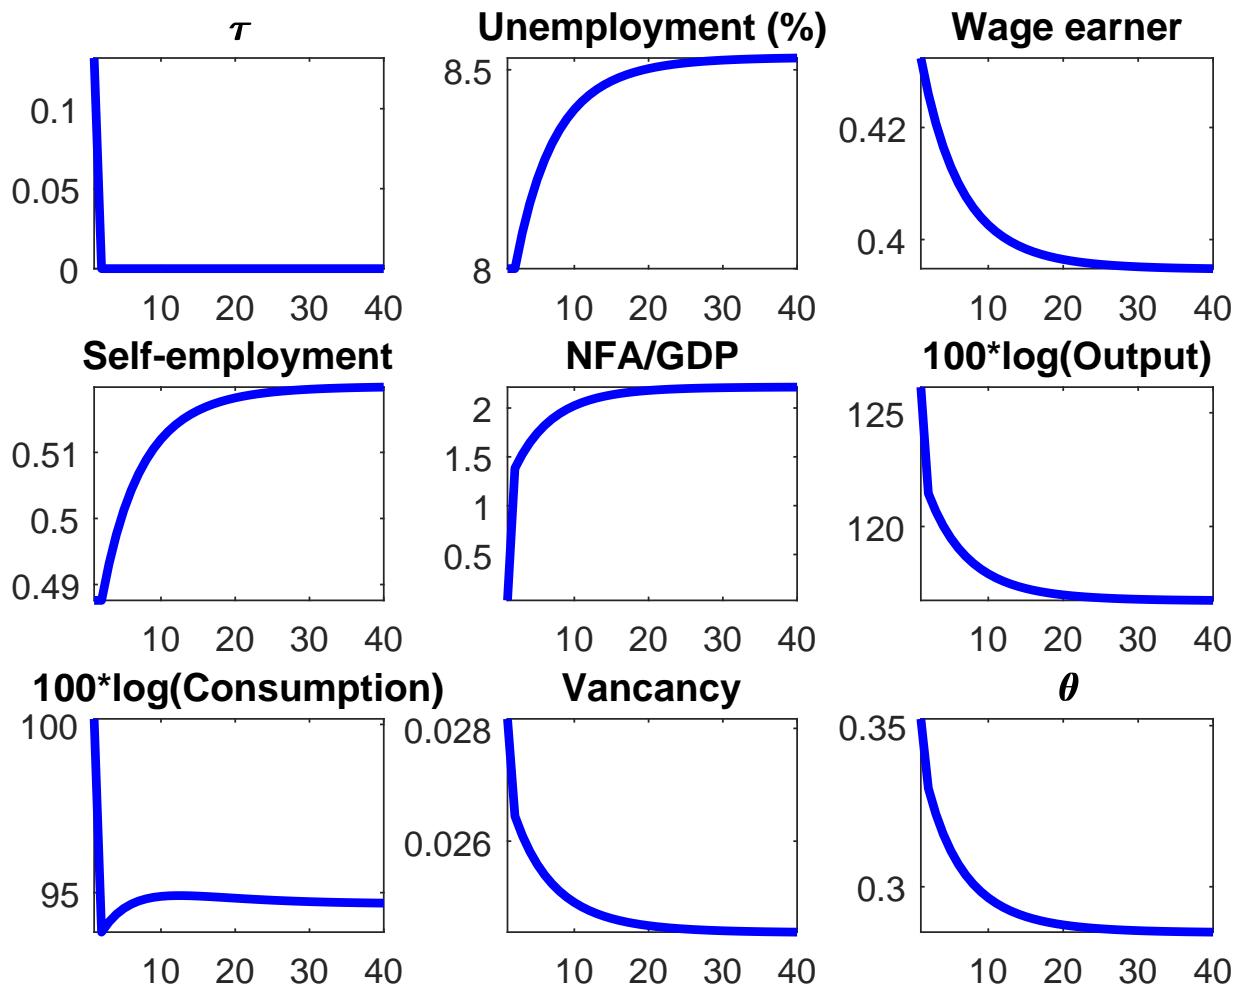 τ Unemployment (%) Wage earner
0.1
0.05
0
10 20 30 40
8.5
8
10 20 30 40
0.42
0.4
10 20 30 40
Self-employment NFA/GDP 100*log(Output)
0.51
0.5
0.49
10 20 30 40
2
1.5
1
0.5
10 20 30 40
125
120
10 20 30 40
100*log(Consumption) Vancancy θ
100
95
10 20 30 40
0.028
0.026
10 20 30 40
0.35
0.3
10 20 30 40